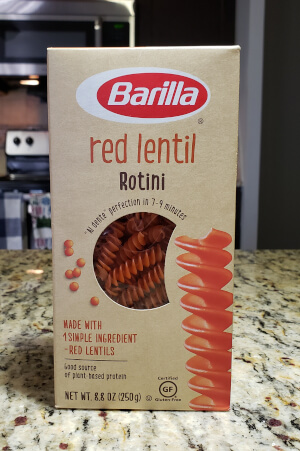 Barilla
®
red lentil
Rotini
"Al dente" perfection in 7-9 minutes
MADE WITH
1 SIMPLE INGREDIENT
-RED LENTILS
Good source
of plant-based protein
Certified
GF
Gluten-Free
NET WT. 8.8 OZ (250g)